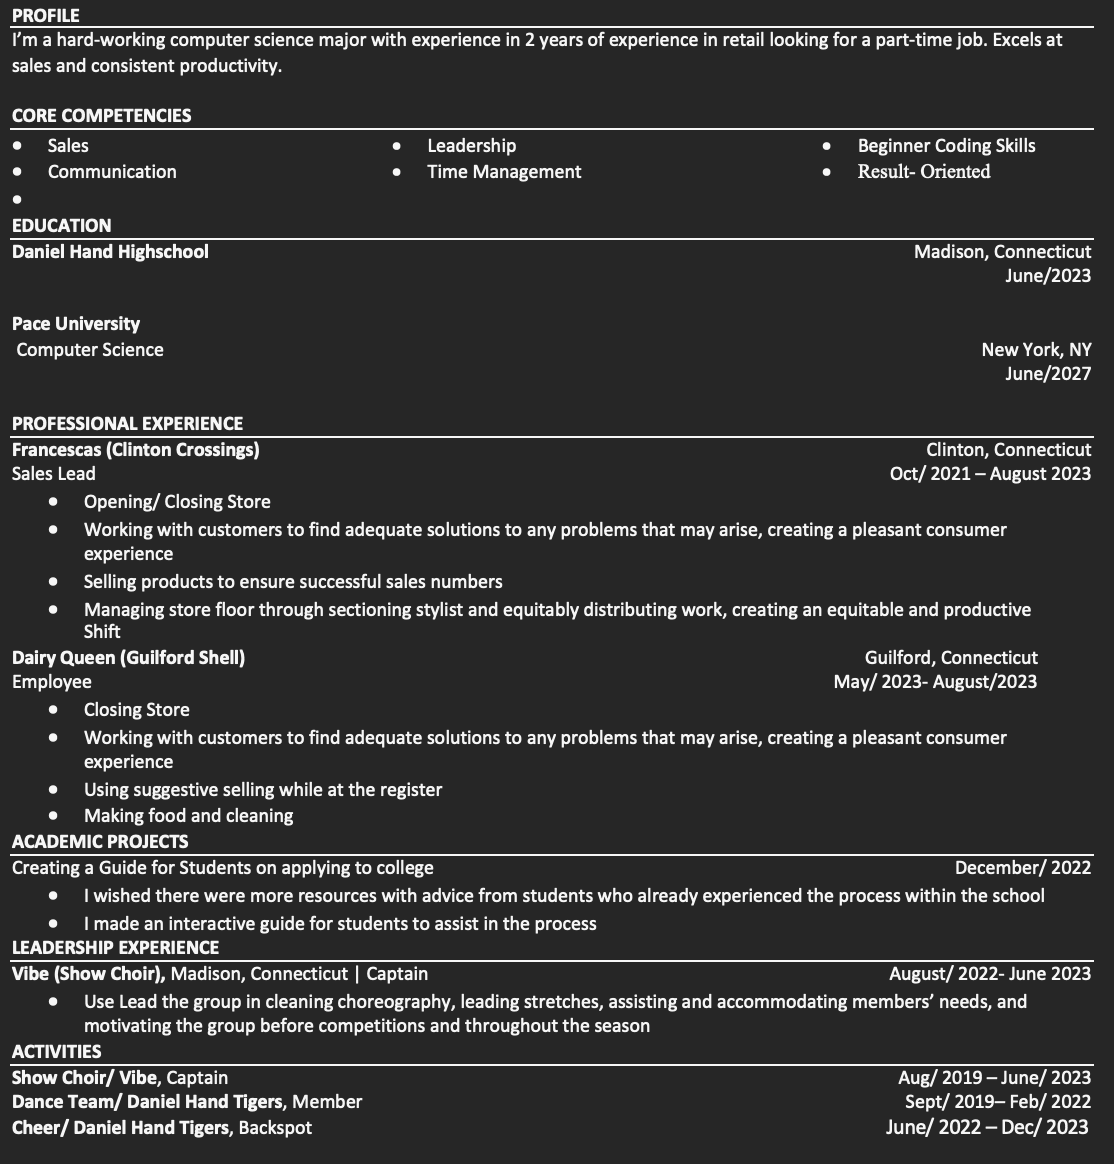 PROFILE
I'm a hard-working computer science major with experience in 2 years of experience in retail looking for a part-time job. Excels at
sales and consistent productivity.
CORE COMPETENCIES
● Sales ● Leadership ● Beginner Coding Skills
● Communication ● Time Management ● Result- Oriented
●
EDUCATION
Daniel Hand Highschool Madison, Connecticut
June/2023
Pace University
Computer Science New York, NY
June/2027
PROFESSIONAL EXPERIENCE
Francescas (Clinton Crossings) Clinton, Connecticut
Sales Lead Oct/ 2021 – August 2023
● Opening/ Closing Store
● Working with customers to find adequate solutions to any problems that may arise, creating a pleasant consumer
experience
● Selling products to ensure successful sales numbers
● Managing store floor through sectioning stylist and equitably distributing work, creating an equitable and productive
Shift
Dairy Queen (Guilford Shell) Guilford, Connecticut
Employee May/ 2023- August/2023
● Closing Store
● Working with customers to find adequate solutions to any problems that may arise, creating a pleasant consumer
experience
● Using suggestive selling while at the register
● Making food and cleaning
ACADEMIC PROJECTS
Creating a Guide for Students on applying to college December/ 2022
● I wished there were more resources with advice from students who already experienced the process within the school
● I made an interactive guide for students to assist in the process
LEADERSHIP EXPERIENCE
Vibe (Show Choir), Madison, Connecticut | Captain August/ 2022- June 2023
● Use Lead the group in cleaning choreography, leading stretches, assisting and accommodating members' needs, and
motivating the group before competitions and throughout the season
ACTIVITIES
Show Choir/ Vibe, Captain Aug/ 2019 – June/ 2023
Dance Team/ Daniel Hand Tigers, Member Sept/ 2019– Feb/ 2022
Cheer/ Daniel Hand Tigers, Backspot June/ 2022 – Dec/ 2023